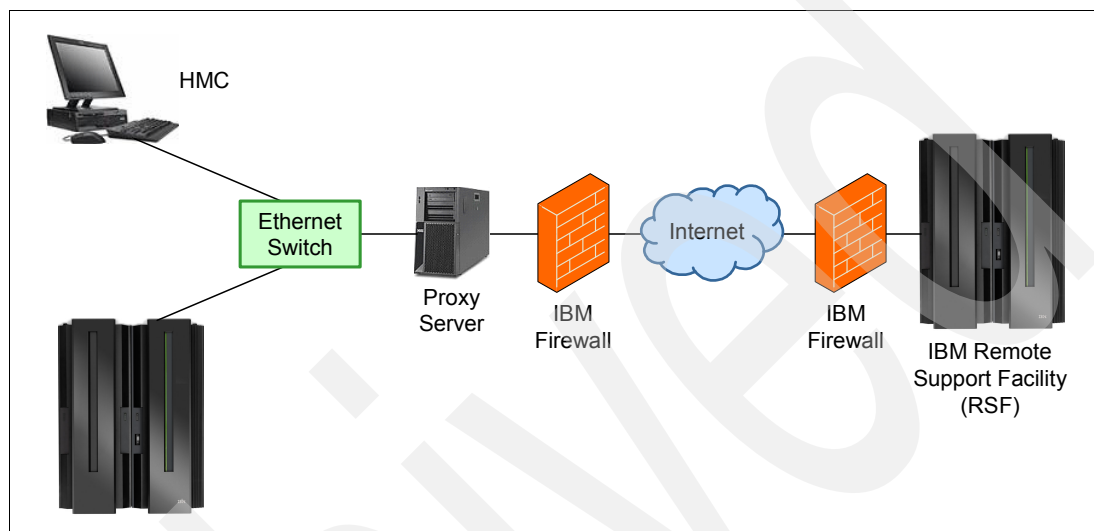 HMC
Ethernet
Switch
Proxy
Server
IBM
Firewall
Internet
IBM
Firewall
IBM Remote
Support Facility
(RSF)